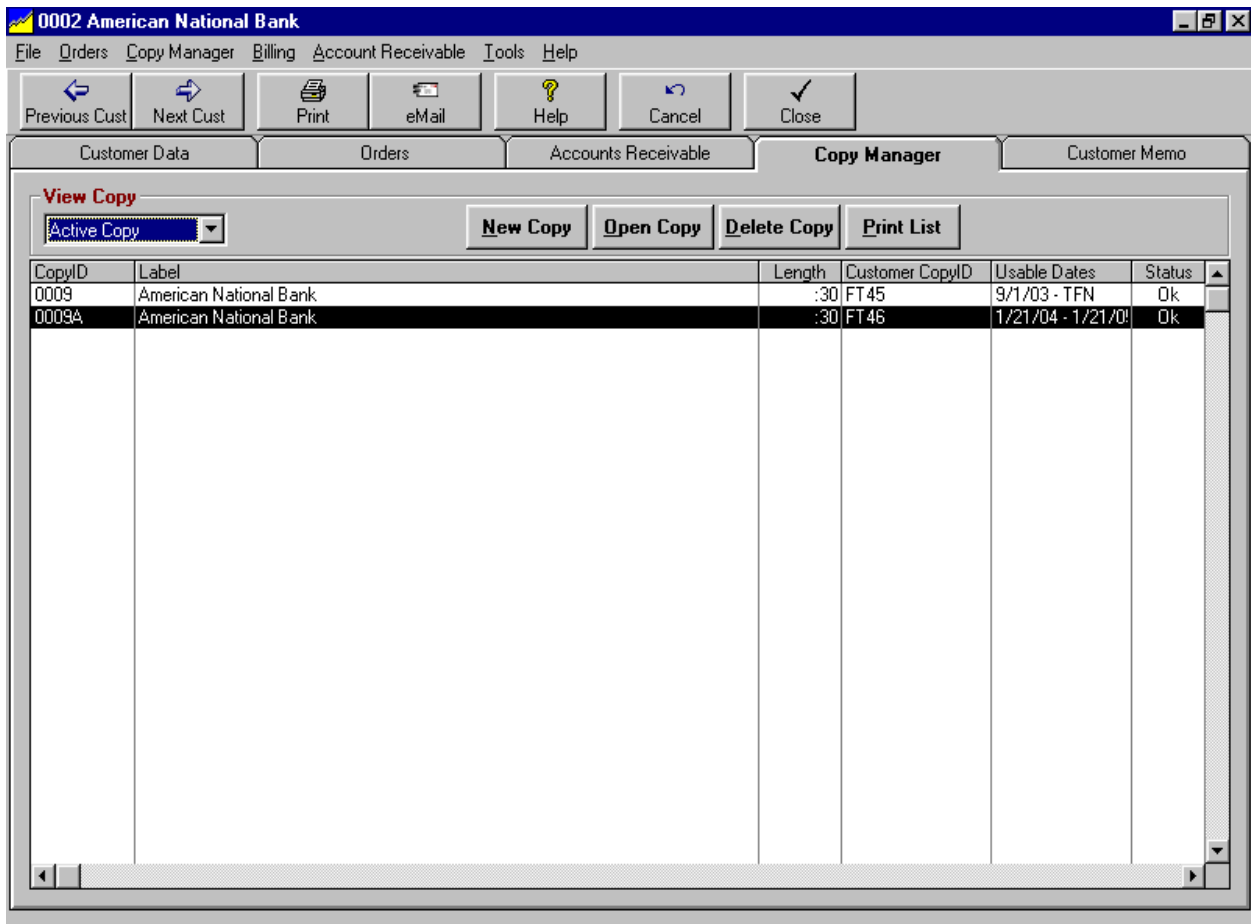 0002 American National Bank
File Orders Copy Manager Billing Account Receivable Tools Help
Previous Cust Next Cust Print eMail Help Cancel Close
Customer Data Orders Accounts Receivable Copy Manager Customer Memo
View Copy
Active Copy New Copy Open Copy Delete Copy Print List
CopyID Label Length Customer CopyID Usable Dates Status
0009 American National Bank :30 FT45 9/1/03 - TFN Ok
0009A American National Bank :30 FT46 1/21/04 - 1/21/0 Ok